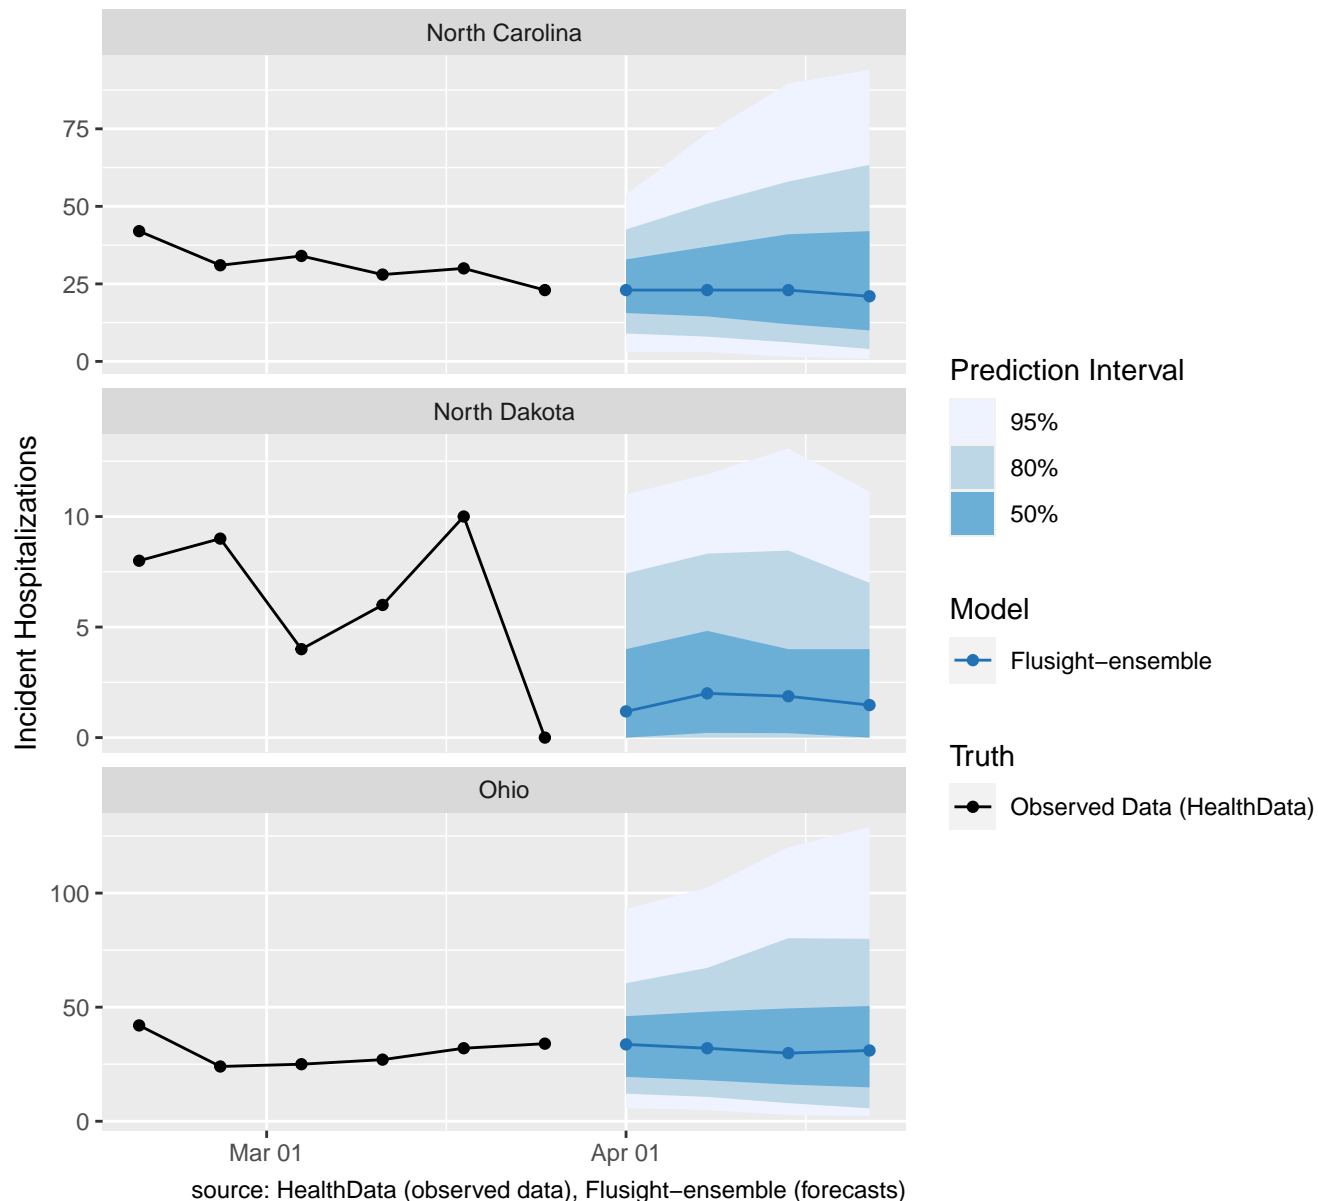 North Carolina
75
50
25
0
North Dakota
10
5
0
Ohio
100
50
0
Mar 01
Apr 01
Incident Hospitalizations
source: HealthData (observed data), Flusight−ensemble (forecasts)
Prediction Interval
95%
80%
50%
Model
Flusight−ensemble
Truth
Observed Data (HealthData)